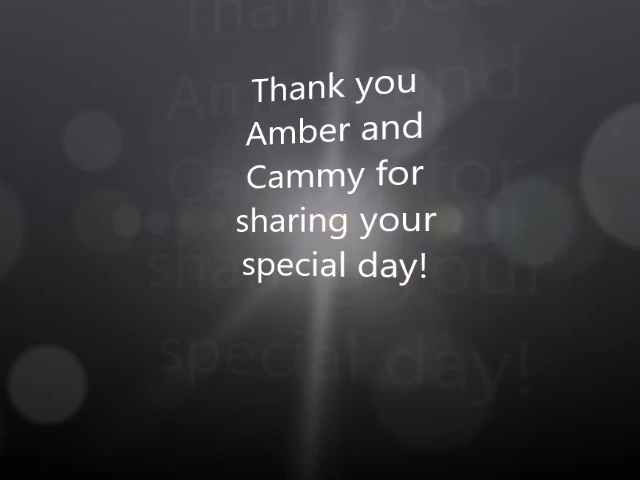 Thank you
Amber and
Cammy for
sharing your
special day!